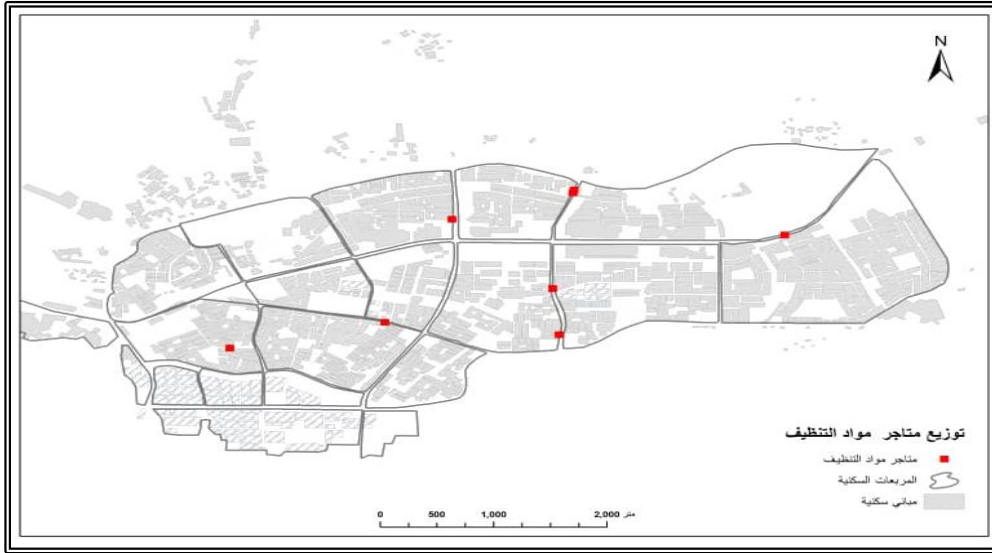 N
توزيع متاجر مواد التنظيف
متاجر مواد التنظيف
المربعات السكنية
مباني سكنية
0 500 1,000 2,000 متر